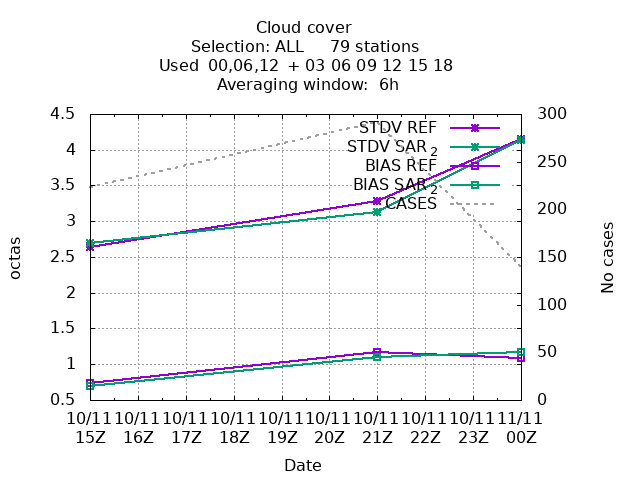 Cloud cover
Selection: ALL     79 stations
Used 00,06,12 + 03 06 09 12 15 18
Averaging window: 6h
4.5
4
3.5
3
2.5
2
1.5
1
0.5
octas
300
250
200
150
100
50
0
No cases
STDV REF
STDV SAR 2
BIAS REF
BIAS SAR 2
CASES
10/11 10/11 10/11 10/11 10/11 10/11 10/11 10/11 10/11 11/11
15Z 16Z 17Z 18Z 19Z 20Z 21Z 22Z 23Z 00Z
Date